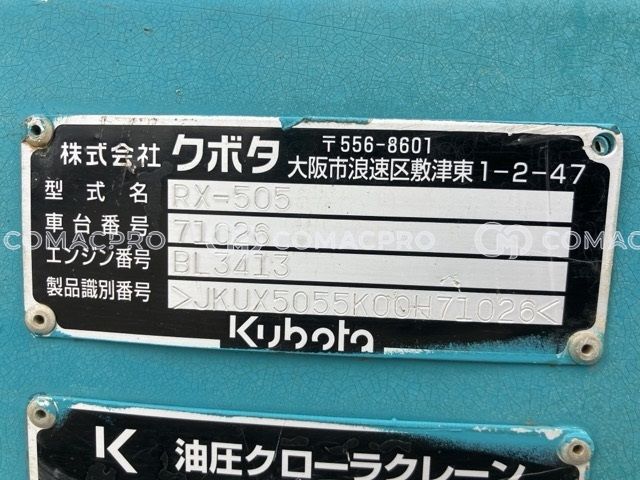 株式会社 クボタ 〒556-8601
大阪市浪速区敷津東1-2-47
型式名 RX-505
車台番号 71026
エンジン番号 BL3413
製品識別番号 >JKUX5055K00H71026<
Kubota
K 油圧クローラクレーン
COMACPRO COMACPRO COMACPRO